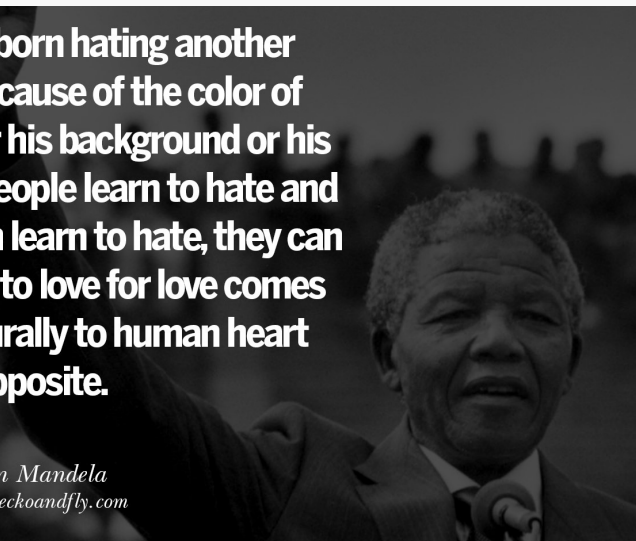 born hating another
cause of the color of
his background or his
eople learn to hate and
learn to hate, they can
to love for love comes
urally to human heart
pposite.
n Mandela
eckoandfly.com